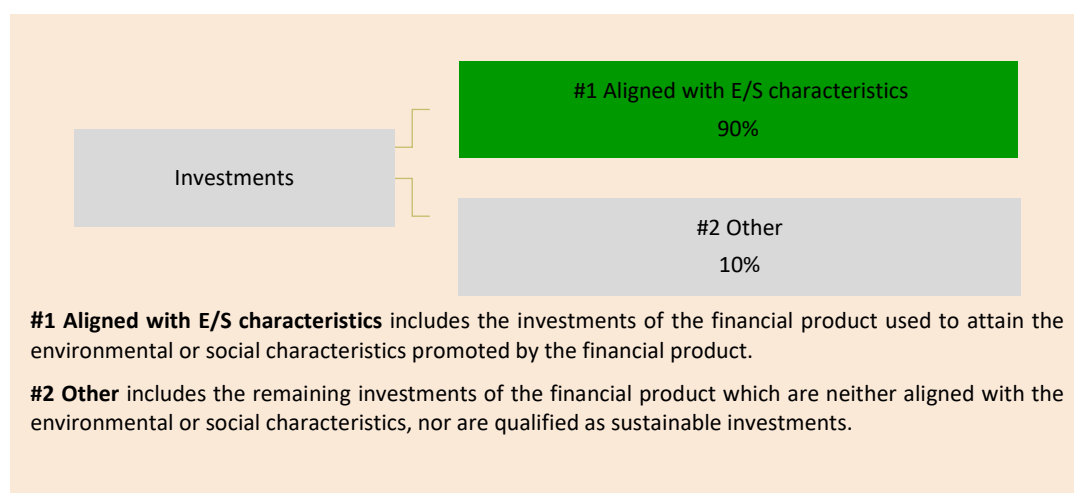 #1 Aligned with E/S characteristics
90%
Investments
#2 Other
10%
#1 Aligned with E/S characteristics includes the investments of the financial product used to attain the
environmental or social characteristics promoted by the financial product.
#2 Other includes the remaining investments of the financial product which are neither aligned with the
environmental or social characteristics, nor are qualified as sustainable investments.